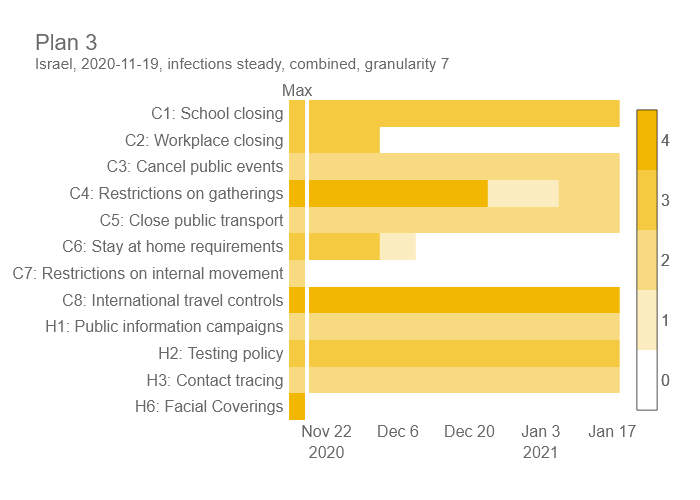 Plan 3
Israel, 2020-11-19, infections steady, combined, granularity 7
Max
C1: School closing
C2: Workplace closing
C3: Cancel public events
C4: Restrictions on gatherings
C5: Close public transport
C6: Stay at home requirements
C7: Restrictions on internal movement
C8: International travel controls
H1: Public information campaigns
H2: Testing policy
H3: Contact tracing
H6: Facial Coverings
4
3
2
1
0
Nov 22 Dec 6 Dec 20 Jan 3 Jan 17
2020 2021